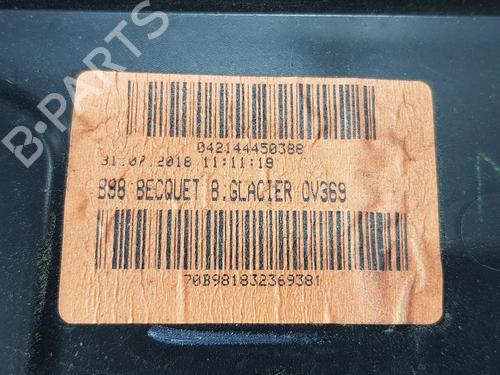 B-PARTS
042144450388
31.07.2018 11:11:19
B98 BECQUET B.GLACIER OV369
70B981832369381